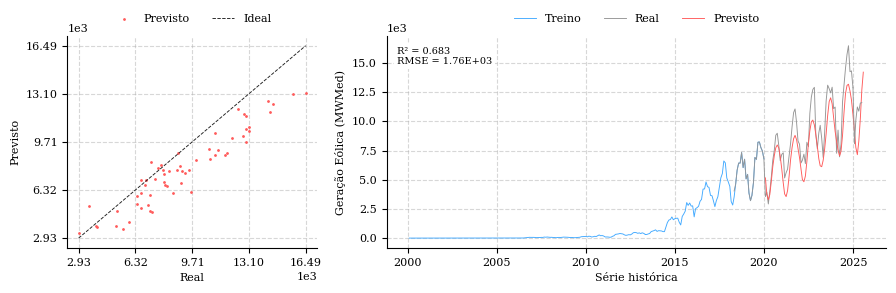 Previsto Ideal
1e3
16.49
13.10
9.71
6.32
2.93
Previsto
2.93 6.32 9.71 13.10 16.49
1e3
Real
Treino Real Previsto
1e3
R² = 0.683
RMSE = 1.76E+03
15.0
12.5
10.0
7.5
5.0
2.5
0.0
Geração Eólica (MWMed)
2000 2005 2010 2015 2020 2025
Série histórica